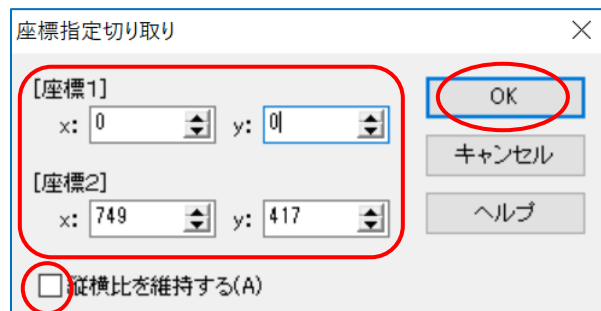 座標指定切り取り
[座標1]
x: 0 y: 0
OK
キャンセル
[座標2]
x: 749 y: 417
ヘルプ
縦横比を維持する(A)